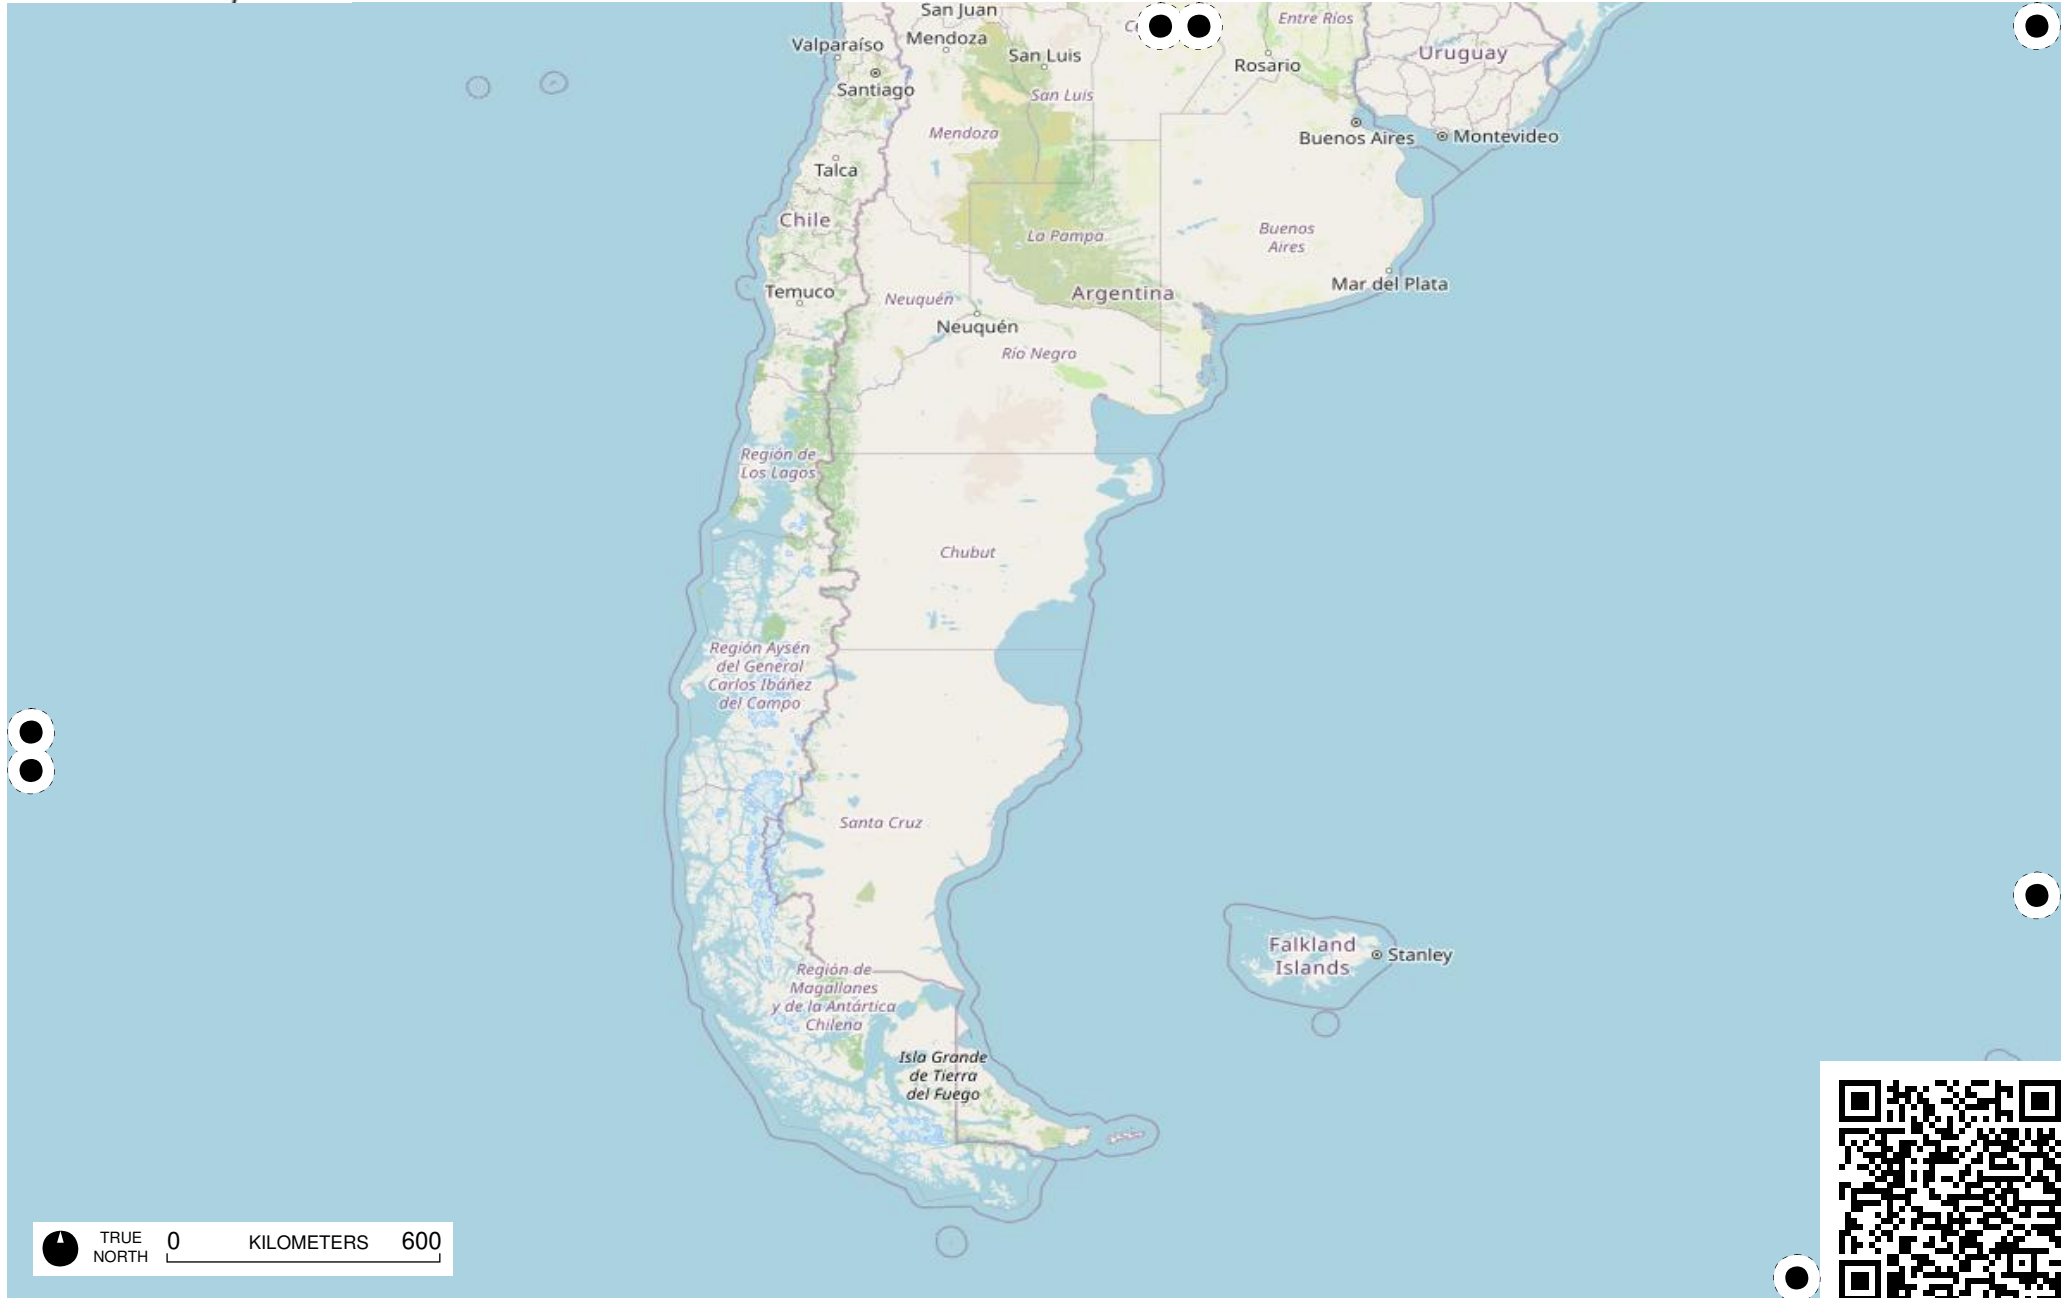 San Juan
Entre Ríos
Valparaíso
Mendoza
San Luis
Uruguay
Rosario
Santiago
San Luis
Mendoza
Buenos Aires
Montevideo
Talca
Chile
La Pampa
Buenos
Aires
Temuco
Neuquén
Argentina
Mar del Plata
Neuquén
Río Negro
Región de
Los Lagos
Chubut
Región Aysén
del General
Carlos Ibáñez
del Campo
Santa Cruz
Falkland
Islands
Stanley
Región de
Magallanes
y de la Antártica
Chilena
Isla Grande
de Tierra
del Fuego
TRUE
NORTH
0 KILOMETERS 600